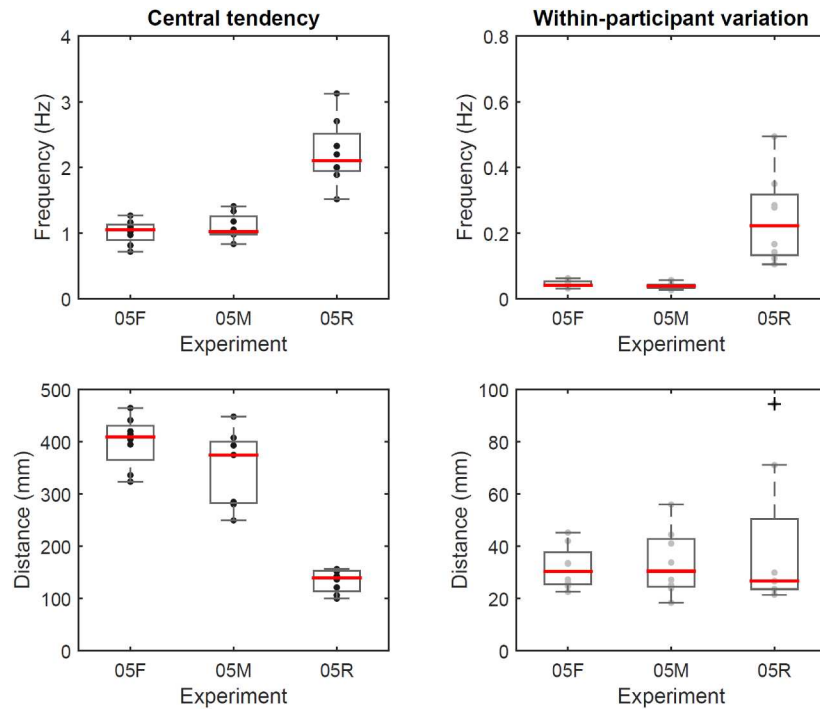 Central tendency
Within-participant variation
Frequency (Hz)
4
3
2
1
0
05F 05M 05R
Experiment
Frequency (Hz)
0.8
0.6
0.4
0.2
0
05F 05M 05R
Experiment
Distance (mm)
500
400
300
200
100
0
05F 05M 05R
Experiment
Distance (mm)
100
80
60
40
20
0
05F 05M 05R
Experiment